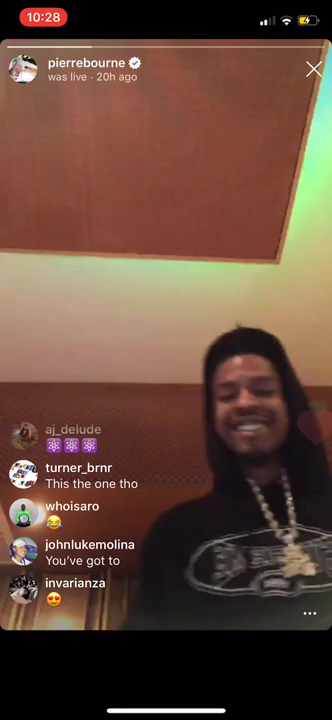 10:28
pierrebourne
was live · 20h ago
aj_delude
turner_brnr
This the one tho
whoisaro
😂
johnlukemolina
You've got to
invarianza
😍